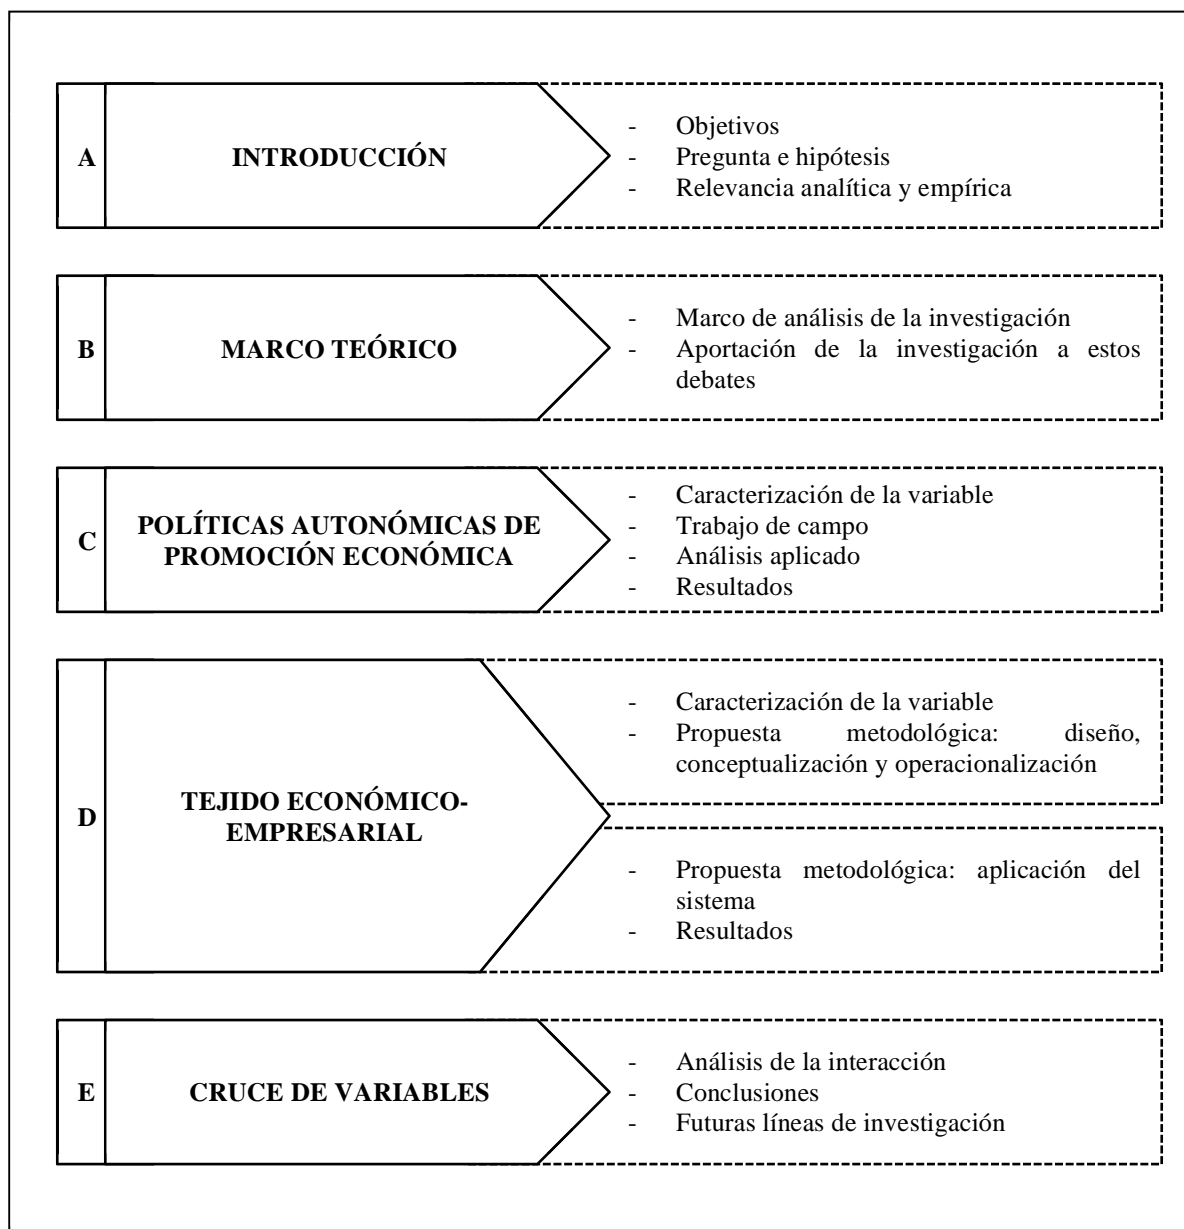 A
INTRODUCCIÓN
- Objetivos
- Pregunta e hipótesis
- Relevancia analítica y empírica
B
MARCO TEÓRICO
- Marco de análisis de la investigación
- Aportación de la investigación a estos
debates
C
POLÍTICAS AUTONÓMICAS DE
PROMOCIÓN ECONÓMICA
- Caracterización de la variable
- Trabajo de campo
- Análisis aplicado
- Resultados
D
TEJIDO ECONÓMICO-
EMPRESARIAL
- Caracterización de la variable
- Propuesta metodológica: diseño,
conceptualización y operacionalización
- Propuesta metodológica: aplicación del
sistema
- Resultados
E
CRUCE DE VARIABLES
- Análisis de la interacción
- Conclusiones
- Futuras líneas de investigación